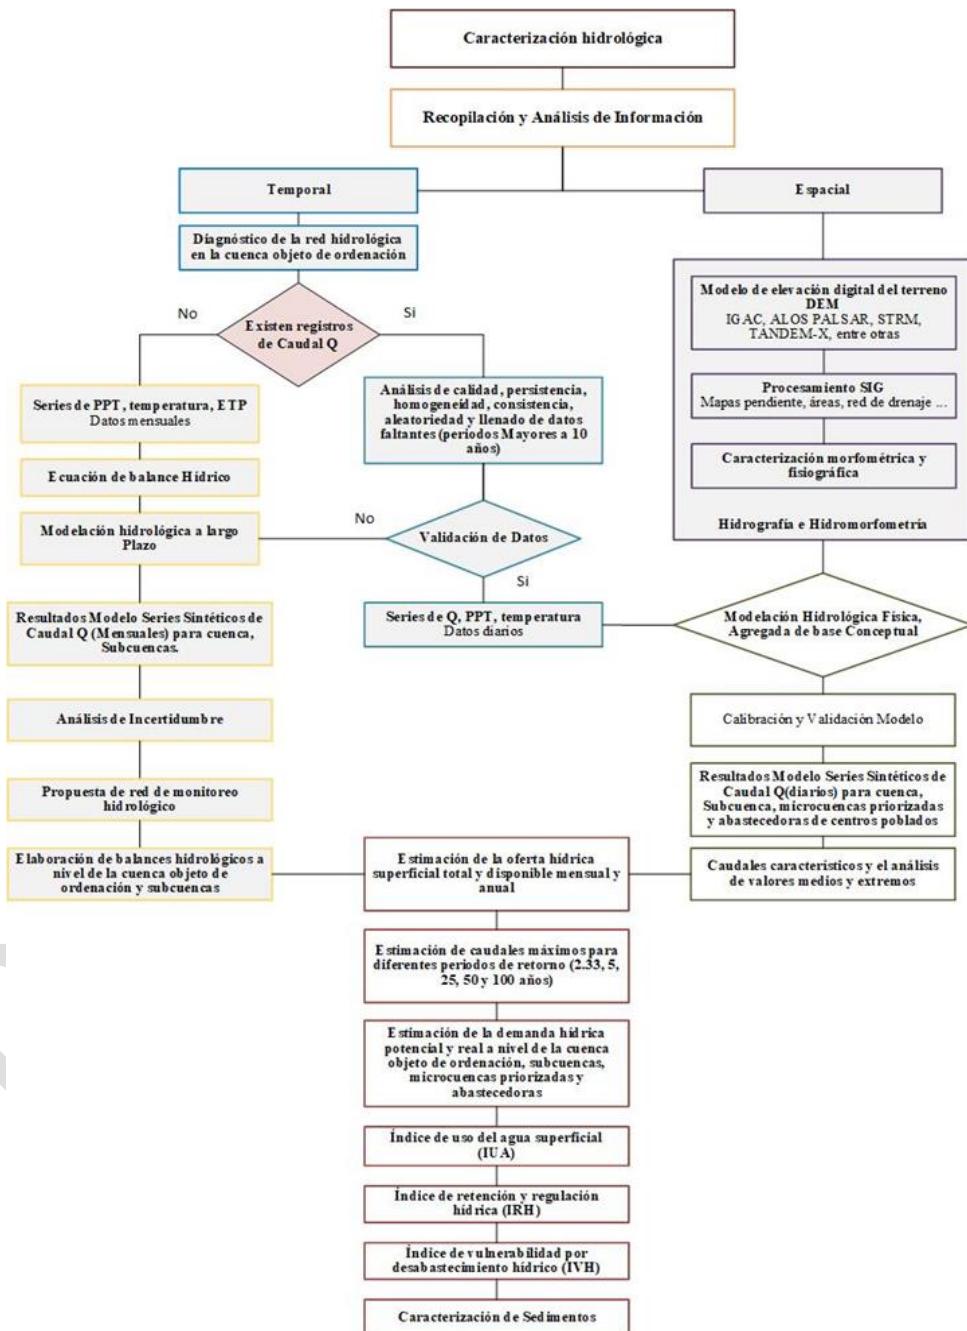 Caracterización hidrológica
Recopilación y Análisis de Información
Temporal
Espacial
Diagnóstico de la red hidrológica
en la cuenca objeto de ordenación
No
Si
Existen registros
de Caudal Q
Series de PPT, temperatura, ETP
Datos mensuales
Ecuación de balance Hídrico
Modelación hidrológica a largo
Plazo
Resultados Modelo Series Sintéticos de
Caudal Q (Mensuales) para cuenca,
Subcuencas.
Análisis de Incertidumbre
Propuesta de red de monitoreo
hidrológico
Elaboración de balances hidrológicos a
nivel de la cuenca objeto de
ordenación y subcuencas
Análisis de calidad, persistencia,
homogeneidad, consistencia,
aleatoriedad y llenado de datos
faltantes (períodos Mayores a 10
años)
No
Validación de Datos
Si
Series de Q, PPT, temperatura
Datos diarios
Modelo de elevación digital del terreno
DEM
IGAC, ALOS PALSAR, STRM,
TANDEM-X, entre otras
Procesamiento SIG
Mapas pendiente, áreas, red de drenaje ...
Caracterización morfométrica y
fisiográfica
Hidrografía e Hidromorfometría
Modelación Hidrológica Física,
Agregada de base Conceptual
Calibración y Validación Modelo
Resultados Modelo Series Sintéticos de
Caudal Q(diarios) para cuenca,
Subcuenca, microcuencas priorizadas
y abastecedoras de centros poblados
Caudales característicos y el análisis
de valores medios y extremos
Estimación de la oferta hídrica
superficial total y disponible mensual y
anual
Estimación de caudales máximos para
diferentes periodos de retorno (2.33, 5,
25, 50 y 100 años)
Estimación de la demanda hídrica
potencial y real a nivel de la cuenca
objeto de ordenación, subcuencas,
microcuencas priorizadas y
abastecedoras
Índice de uso del agua superficial
(IUA)
Índice de retención y regulación
hídrica (IRH)
Índice de vulnerabilidad por
desabastecimiento hídrico (IVH)
Caracterización de Sedimentos